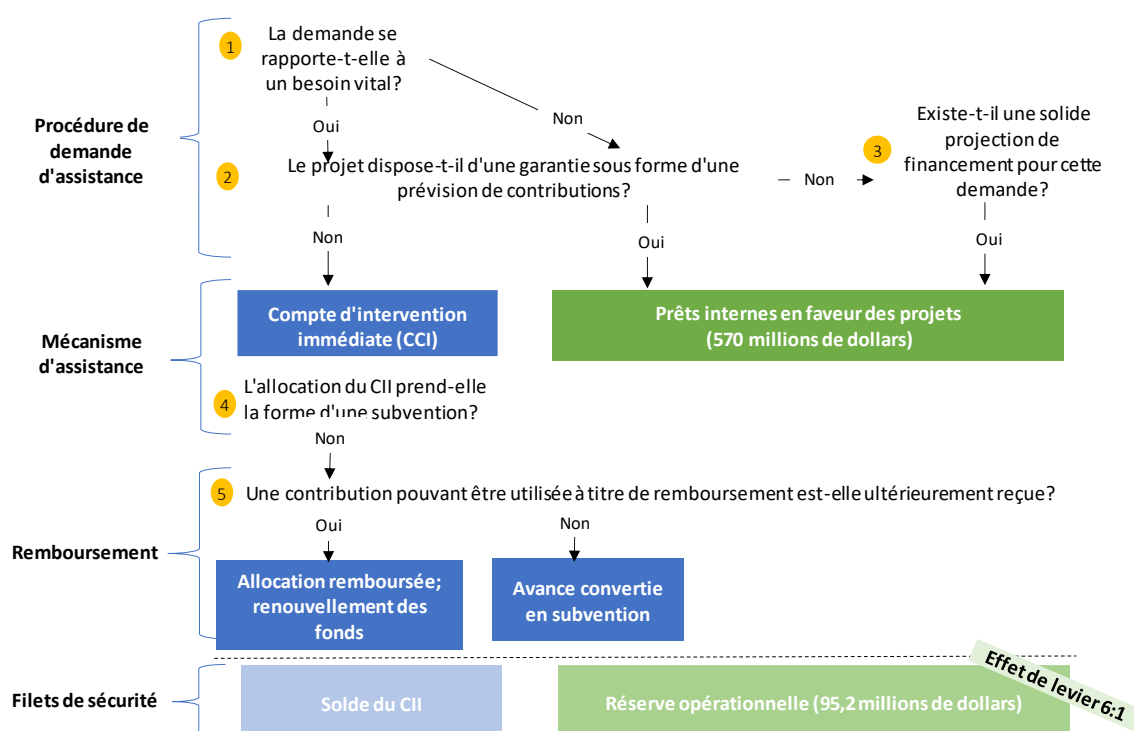 1
La demande se
rapporte-t-elle à
un besoin vital?
Oui
Non
Procédure de
demande
d'assistance
2
Le projet dispose-t-il d'une garantie sous forme d'une
prévision de contributions?
Non
3
Existe-t-il une solide
projection de
financement pour cette
demande?
Non
Oui
Oui
Mécanisme
d'assistance
Compte d'intervention
immédiate (CCI)
Prêts internes en faveur des projets
(570 millions de dollars)
4
L'allocation du CII prend-elle
la forme d'une subvention?
Non
Remboursement
5
Une contribution pouvant être utilisée à titre de remboursement est-elle ultérieurement reçue?
Oui
Non
Allocation remboursée;
renouvellement des
fonds
Avance convertie
en subvention
Filets de sécurité
Solde du CII
Réserve opérationnelle (95,2 millions de dollars)
Effet de levier 6:1